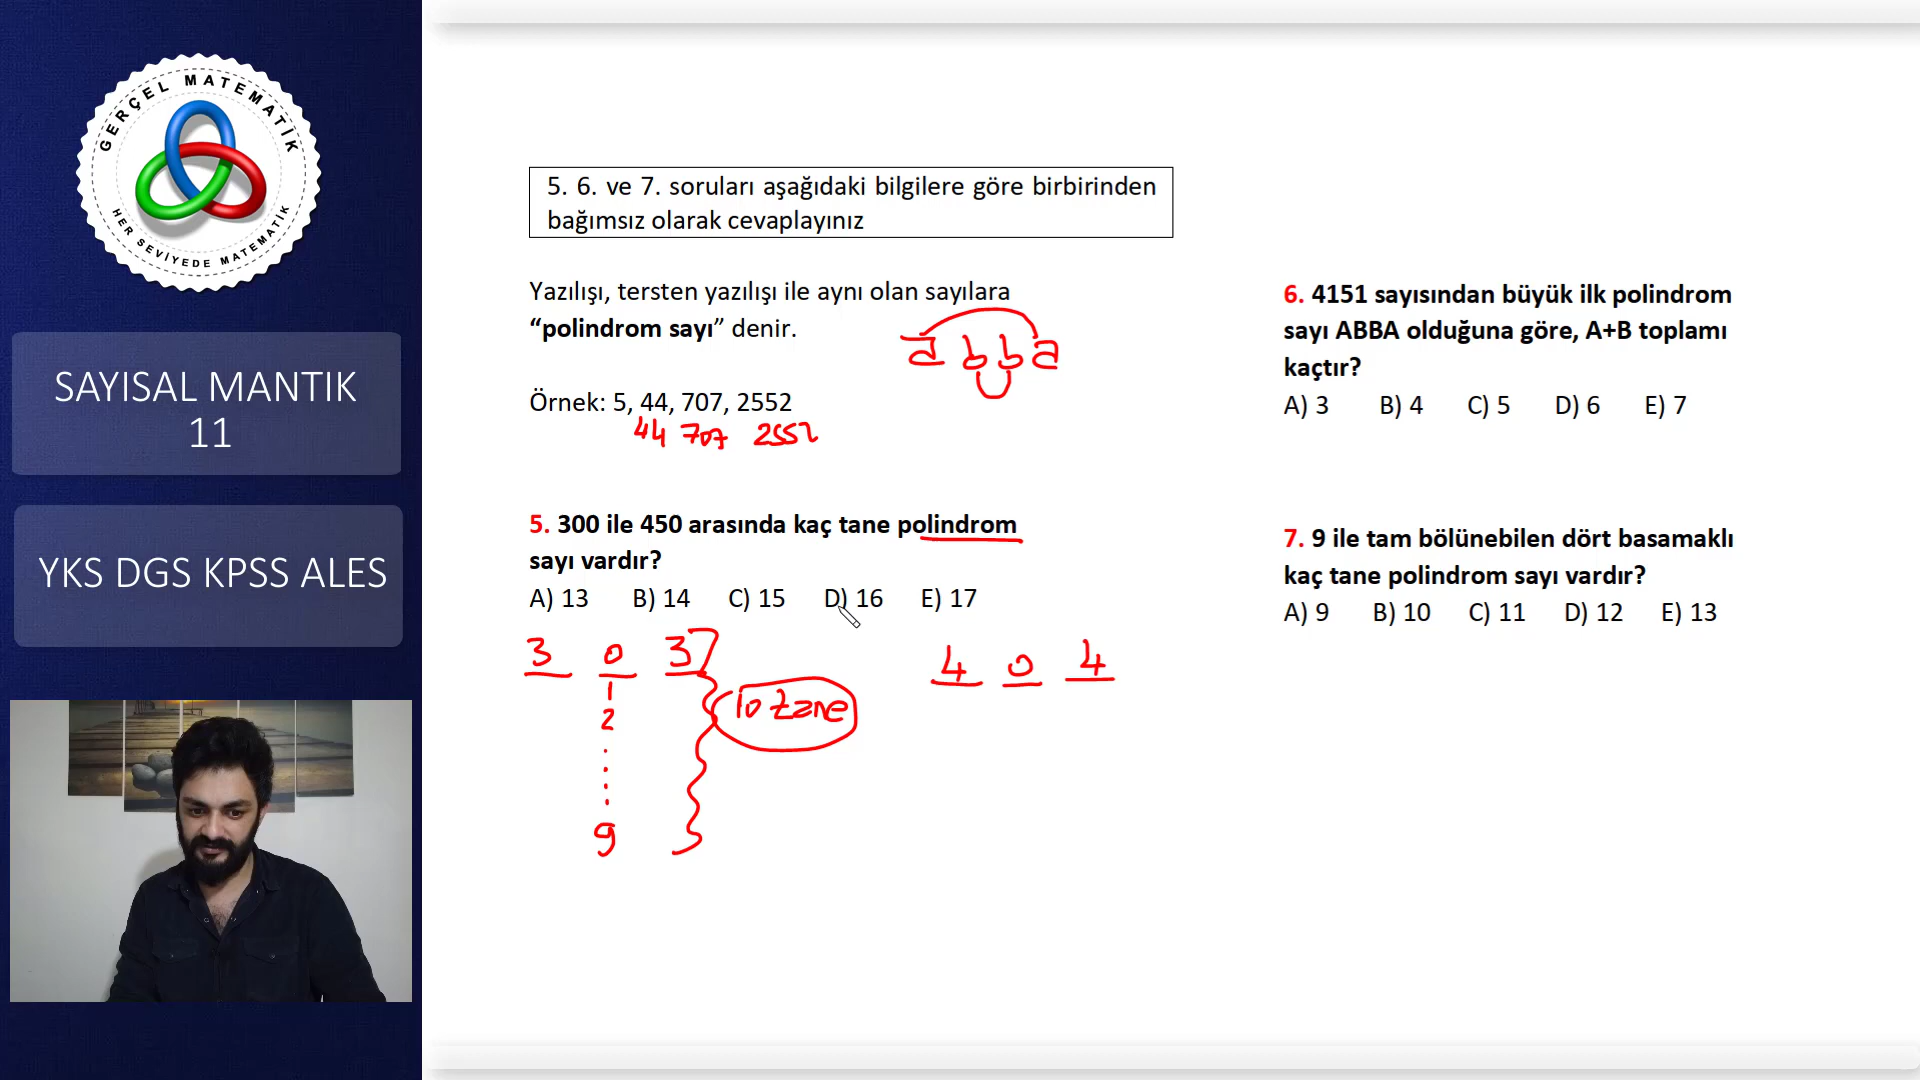 GERÇEL MATEMATİK
HER SEVİYEDE MATEMATİK
SAYISAL MANTIK
11
YKS DGS KPSS ALES
5. 6. ve 7. soruları aşağıdaki bilgilere göre birbirinden
bağımsız olarak cevaplayınız
Yazılışı, tersten yazılışı ile aynı olan sayılara
“polindrom sayı” denir.
a b b a
Örnek: 5, 44, 707, 2552
44 707 2552
5. 300 ile 450 arasında kaç tane polindrom
sayı vardır?
A) 13 B) 14 C) 15 D) 16 E) 17
3 0 3
1
2
.
.
.
.
9
10 tane
4 0 4
6. 4151 sayısından büyük ilk polindrom
sayı ABBA olduğuna göre, A+B toplamı
kaçtır?
A) 3 B) 4 C) 5 D) 6 E) 7
7. 9 ile tam bölünebilen dört basamaklı
kaç tane polindrom sayı vardır?
A) 9 B) 10 C) 11 D) 12 E) 13